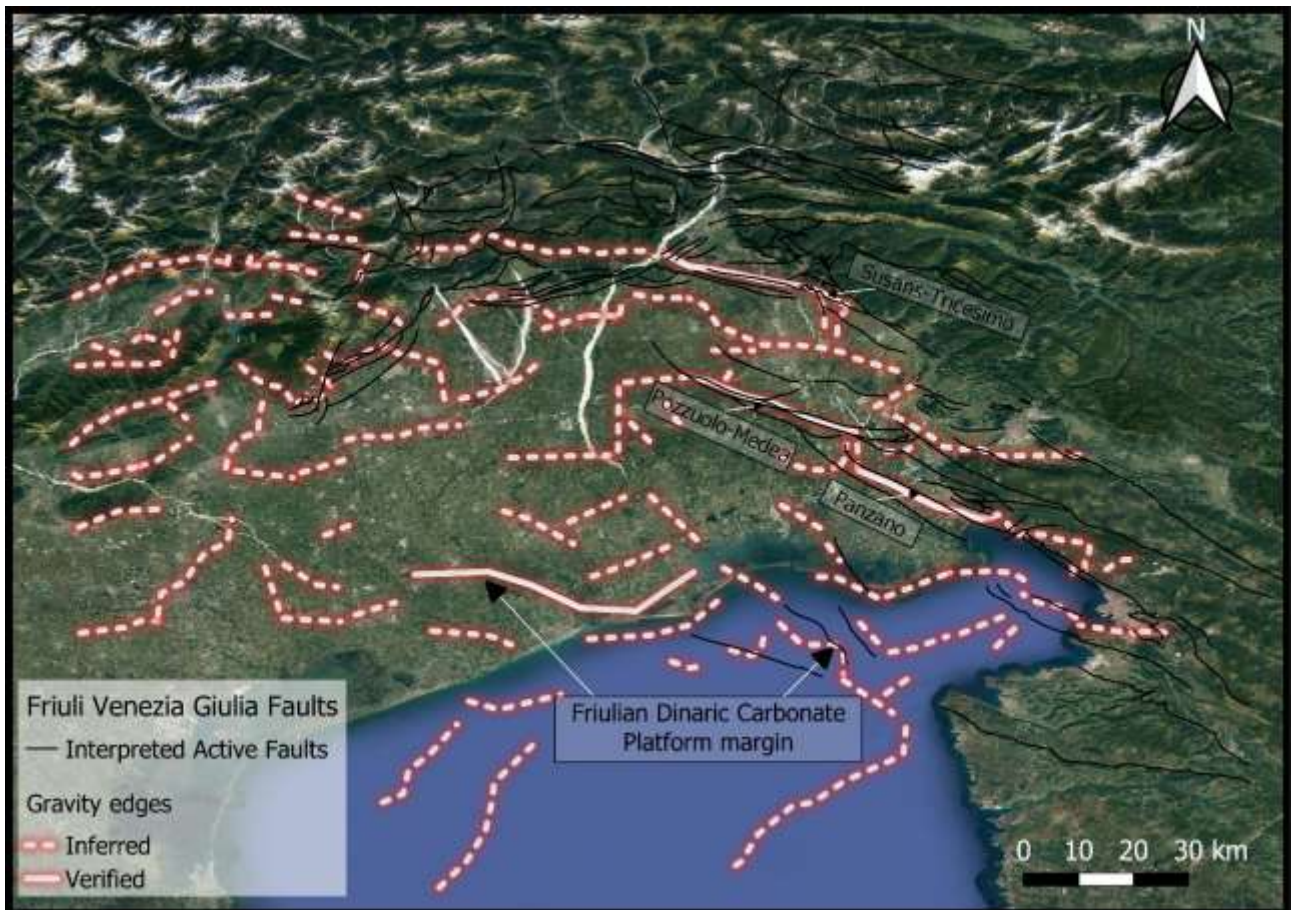 N
Susans-Tricesimo
Pozzuolo-Medea
Panzano
Friulian Dinaric Carbonate
Platform margin
Friuli Venezia Giulia Faults
Interpreted Active Faults
Gravity edges
Inferred
Verified
0 10 20 30 km